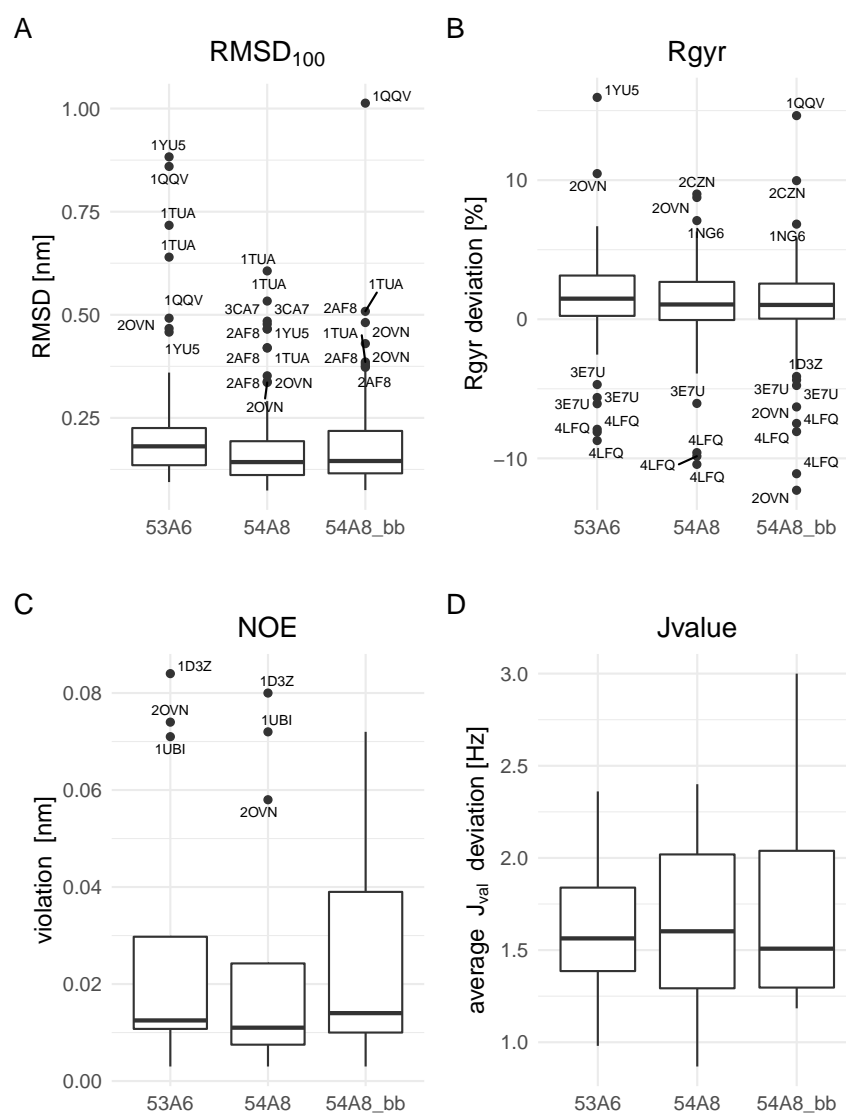 A
RMSD100
RMSD [nm]
1.00
0.75
0.50
0.25
1YU5
1QQV
1TUA
1TUA
1QQV
2OVN
1YU5
1TUA
1TUA
3CA7
3CA7
2AF8
1YU5
2AF8
1TUA
2AF8
2OVN
2OVN
1QQV
1TUA
2AF8
1TUA
2OVN
2AF8
2OVN
2AF8
53A6
54A8
54A8_bb
B
Rgyr
Rgyr deviation [%]
10
0
−10
1YU5
2OVN
3E7U
3E7U
4LFQ
4LFQ
4LFQ
2CZN
2OVN
1NG6
3E7U
4LFQ
4LFQ
4LFQ
1QQV
2CZN
1NG6
1D3Z
3E7U
3E7U
2OVN
4LFQ
4LFQ
4LFQ
2OVN
53A6
54A8
54A8_bb
C
NOE
violation [nm]
0.08
0.06
0.04
0.02
0.00
1D3Z
2OVN
1UBI
1D3Z
1UBI
2OVN
53A6
54A8
54A8_bb
D
Jvalue
average Jval deviation [Hz]
3.0
2.5
2.0
1.5
1.0
53A6
54A8
54A8_bb